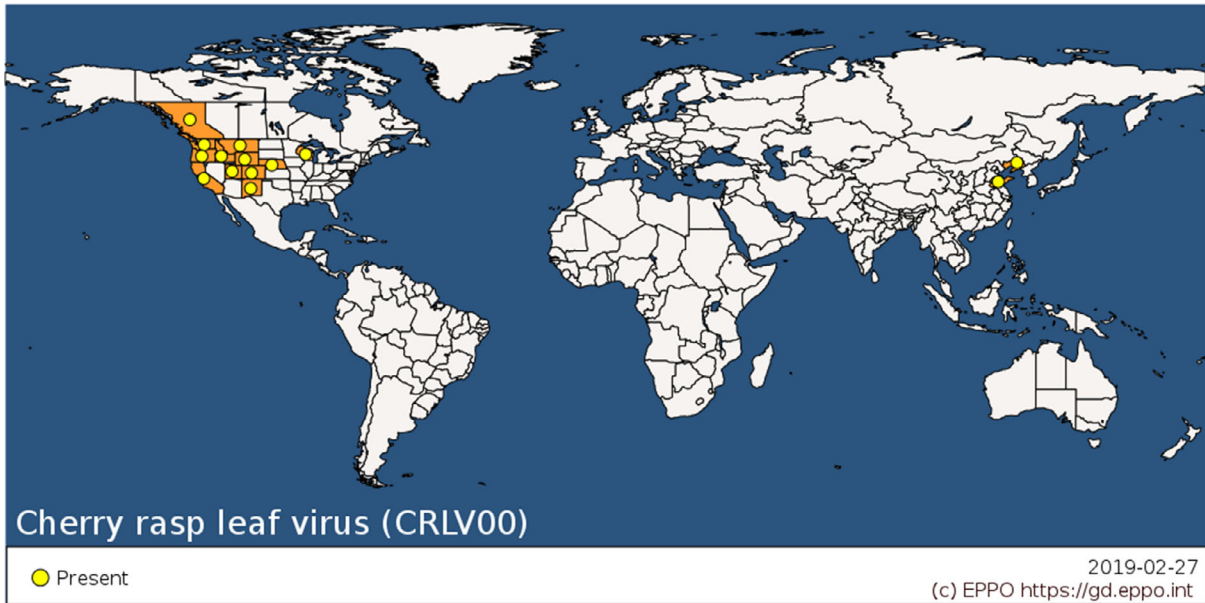 Cherry rasp leaf virus (CRLV00)
Present
2019-02-27
(c) EPPO https://gd.eppo.int